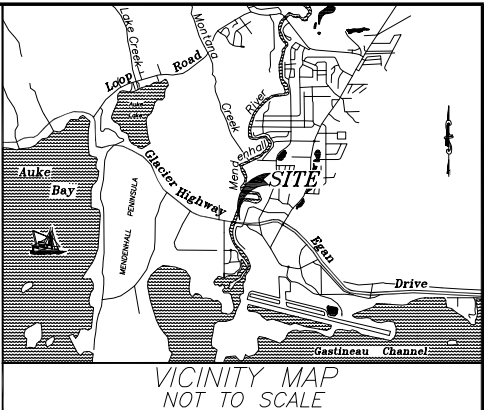 Lake Creek
Montana
Creek
Loop Road
River
Mendenhall
Auke
Lake
Auke
Bay
MENDENHALL PENINSULA
Glacier Highway
SITE
Egan
Drive
Gastineau Channel
VICINITY MAP
NOT TO SCALE